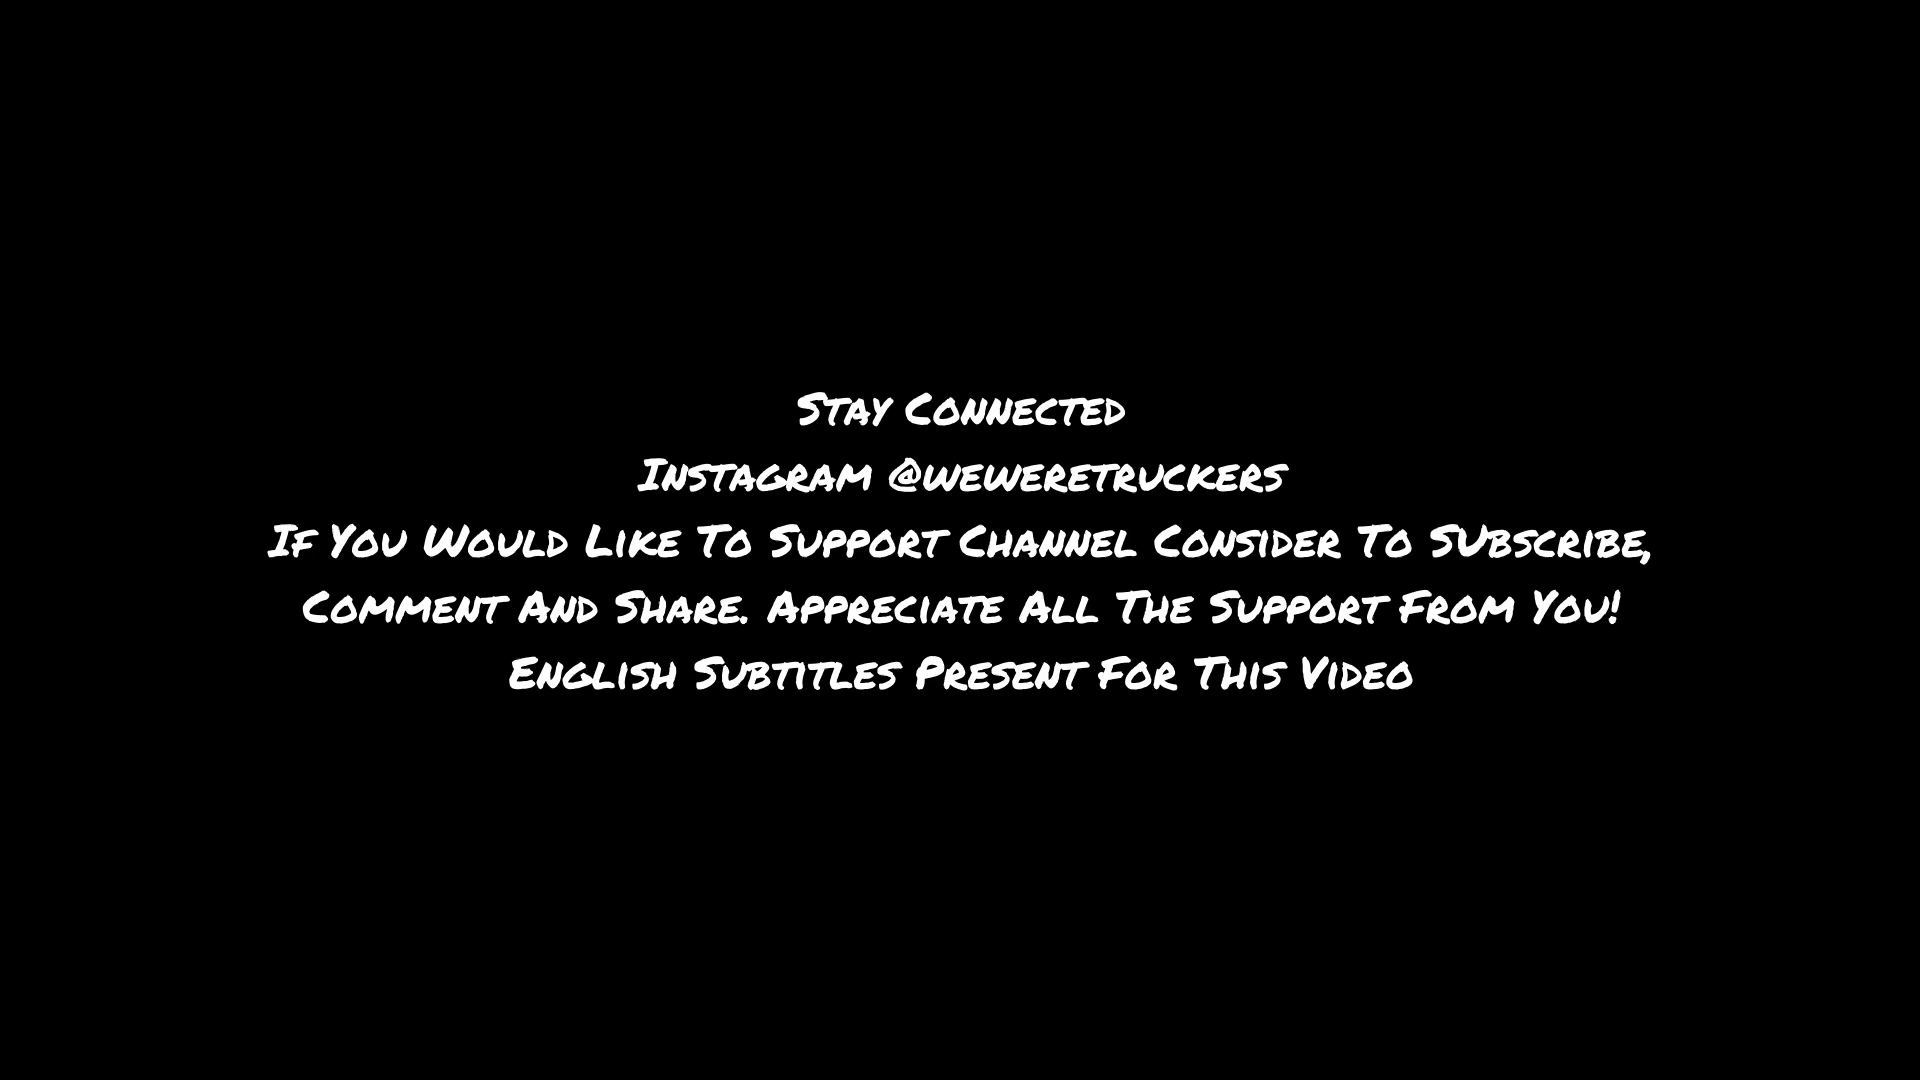 Stay Connected
Instagram @weweretruckers
If You Would Like To Support Channel Consider To SUbscribe,
Comment And Share. Appreciate All The Support From You!
English Subtitles Present For This Video